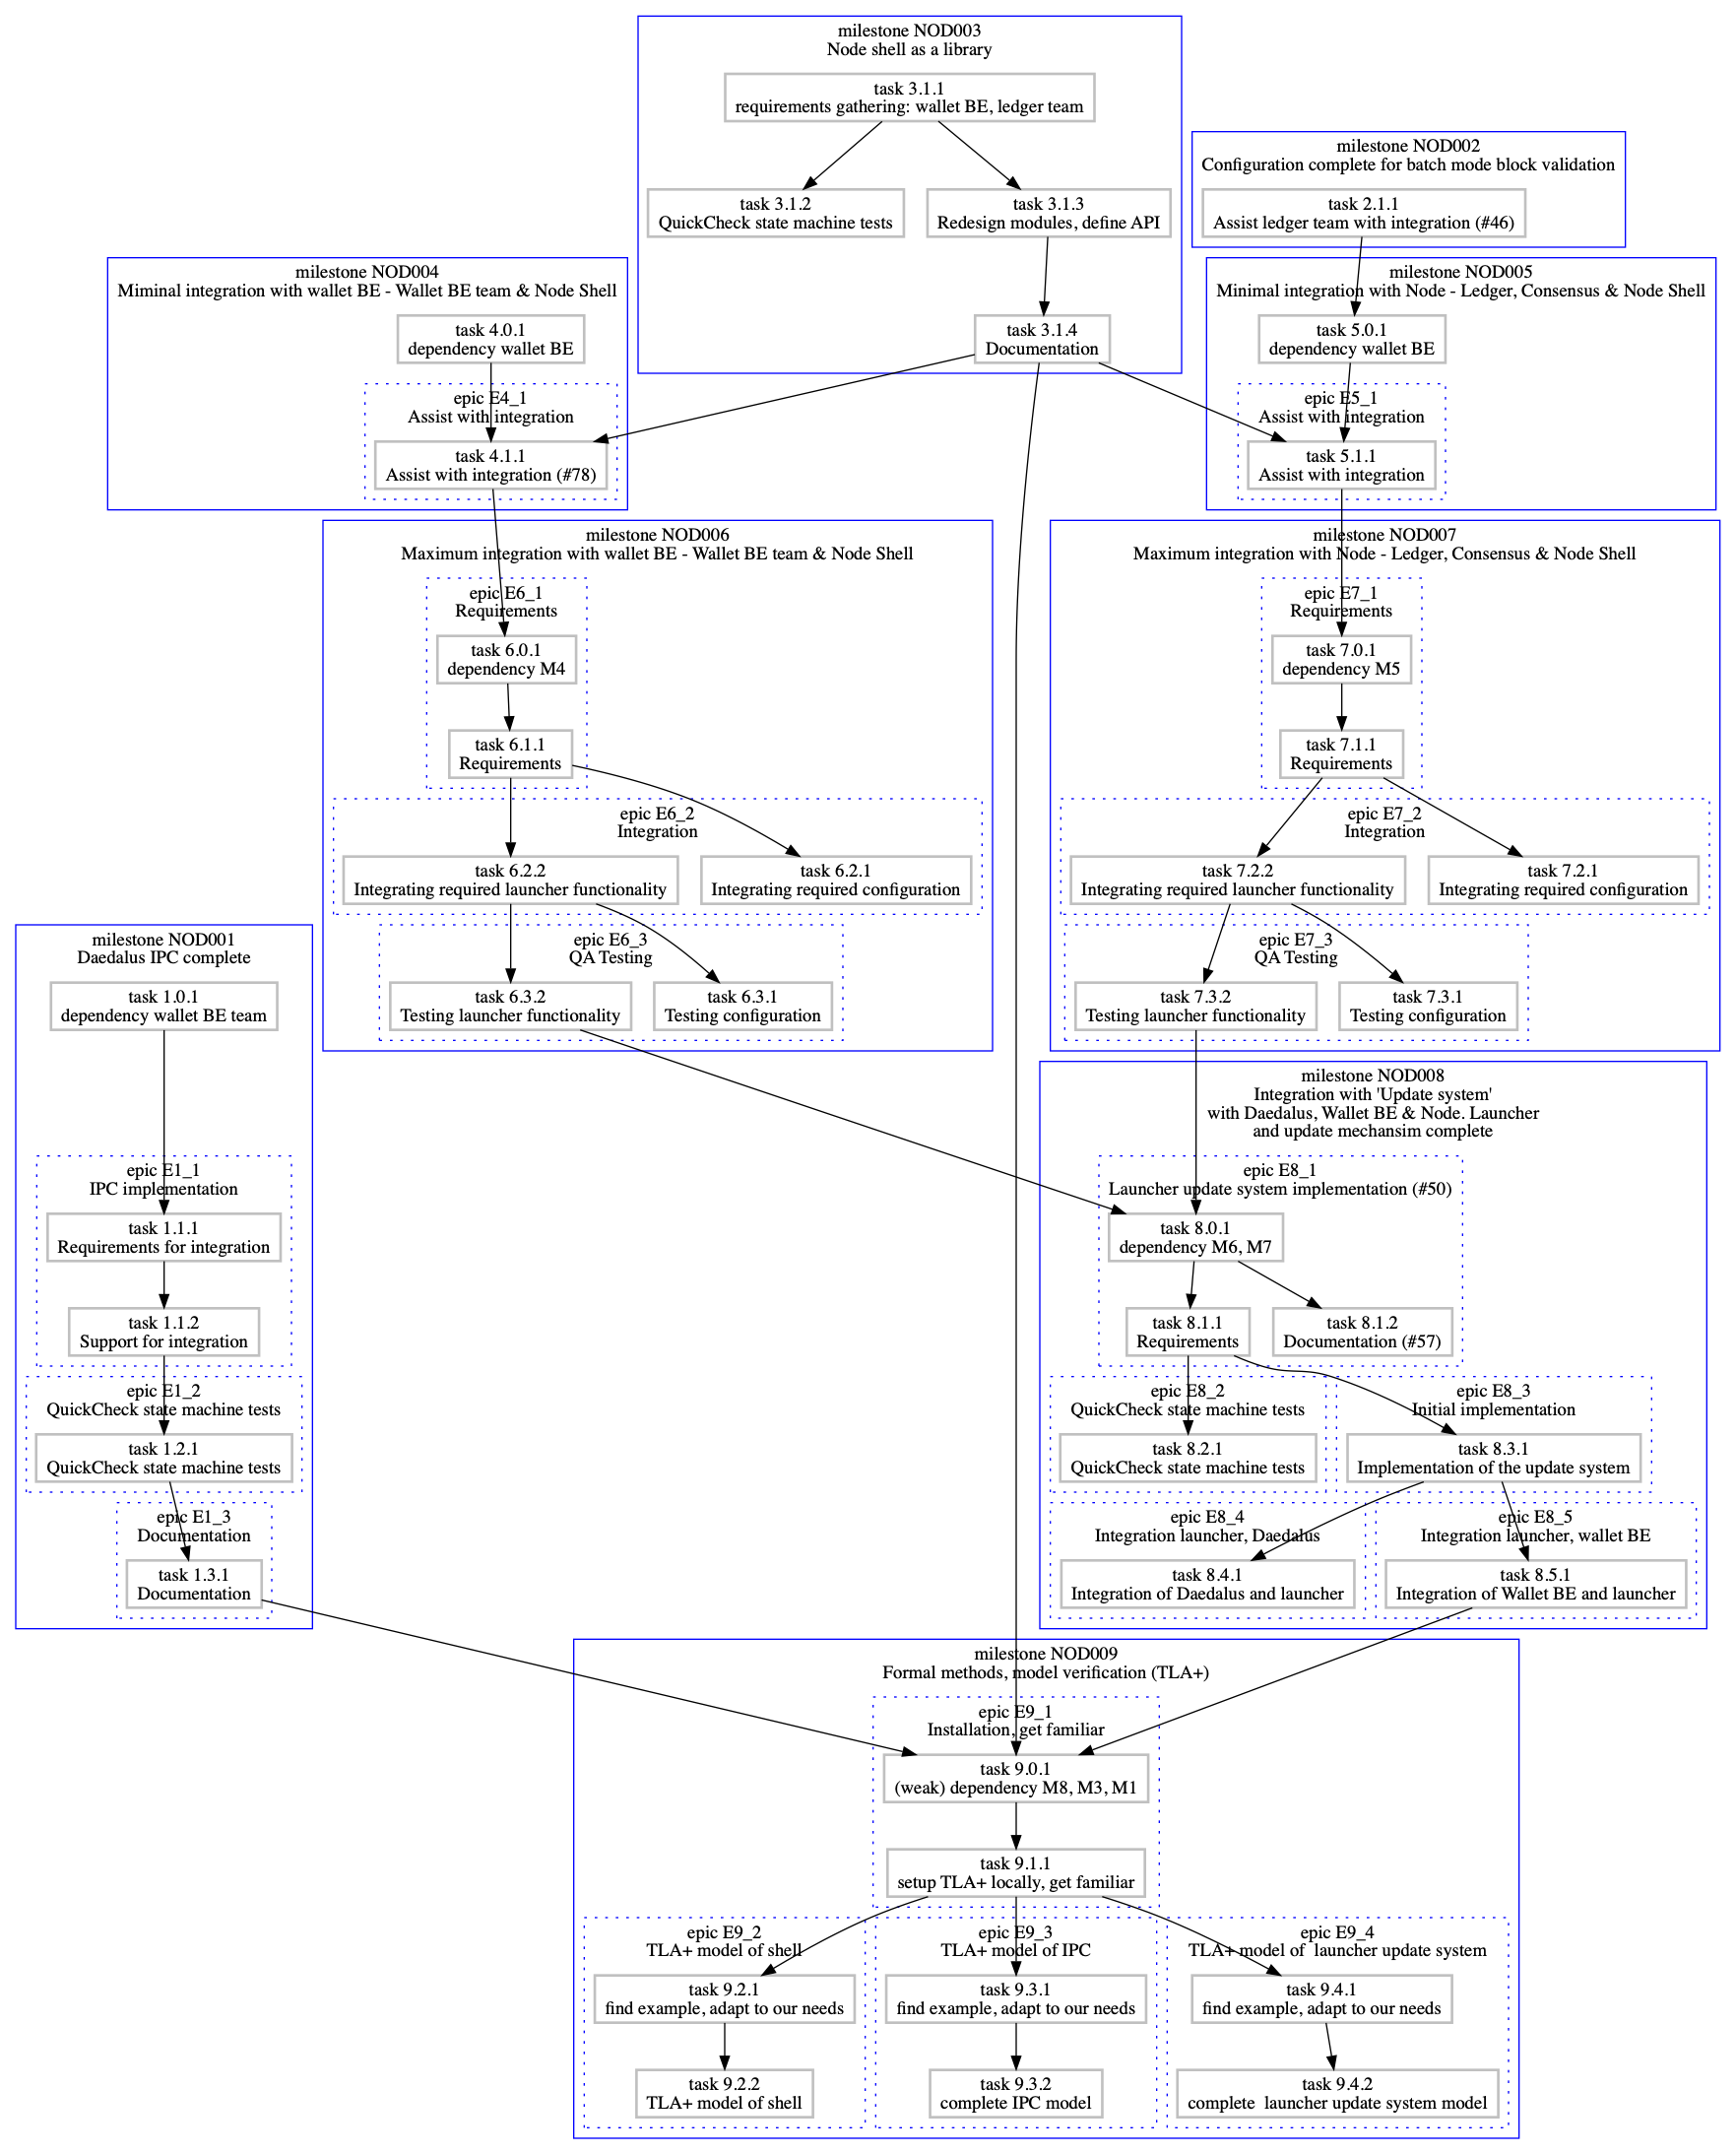 milestone NOD003
Node shell as a library
task 3.1.1
requirements gathering: wallet BE, ledger team
task 3.1.2
QuickCheck state machine tests
task 3.1.3
Redesign modules, define API
task 3.1.4
Documentation
milestone NOD002
Configuration complete for batch mode block validation
task 2.1.1
Assist ledger team with integration (#46)
milestone NOD004
Miminal integration with wallet BE - Wallet BE team & Node Shell
task 4.0.1
dependency wallet BE
epic E4_1
Assist with integration
task 4.1.1
Assist with integration (#78)
milestone NOD005
Minimal integration with Node - Ledger, Consensus & Node Shell
task 5.0.1
dependency wallet BE
epic E5_1
Assist with integration
task 5.1.1
Assist with integration
milestone NOD006
Maximum integration with wallet BE - Wallet BE team & Node Shell
epic E6_1
Requirements
task 6.0.1
dependency M4
task 6.1.1
Requirements
epic E6_2
Integration
task 6.2.2
Integrating required launcher functionality
task 6.2.1
Integrating required configuration
epic E6_3
QA Testing
task 6.3.2
Testing launcher functionality
task 6.3.1
Testing configuration
milestone NOD007
Maximum integration with Node - Ledger, Consensus & Node Shell
epic E7_1
Requirements
task 7.0.1
dependency M5
task 7.1.1
Requirements
epic E7_2
Integration
task 7.2.2
Integrating required launcher functionality
task 7.2.1
Integrating required configuration
epic E7_3
QA Testing
task 7.3.2
Testing launcher functionality
task 7.3.1
Testing configuration
milestone NOD001
Daedalus IPC complete
task 1.0.1
dependency wallet BE team
epic E1_1
IPC implementation
task 1.1.1
Requirements for integration
task 1.1.2
Support for integration
epic E1_2
QuickCheck state machine tests
task 1.2.1
QuickCheck state machine tests
epic E1_3
Documentation
task 1.3.1
Documentation
milestone NOD008
Integration with 'Update system'
with Daedalus, Wallet BE & Node. Launcher
and update mechansim complete
epic E8_1
Launcher update system implementation (#50)
task 8.0.1
dependency M6, M7
task 8.1.1
Requirements
task 8.1.2
Documentation (#57)
epic E8_2
QuickCheck state machine tests
task 8.2.1
QuickCheck state machine tests
epic E8_3
Initial implementation
task 8.3.1
Implementation of the update system
epic E8_4
Integration launcher, Daedalus
task 8.4.1
Integration of Daedalus and launcher
epic E8_5
Integration launcher, wallet BE
task 8.5.1
Integration of Wallet BE and launcher
milestone NOD009
Formal methods, model verification (TLA+)
epic E9_1
Installation, get familiar
task 9.0.1
(weak) dependency M8, M3, M1
task 9.1.1
setup TLA+ locally, get familiar
epic E9_2
TLA+ model of shell
task 9.2.1
find example, adapt to our needs
task 9.2.2
TLA+ model of shell
epic E9_3
TLA+ model of IPC
task 9.3.1
find example, adapt to our needs
task 9.3.2
complete IPC model
epic E9_4
TLA+ model of  launcher update system
task 9.4.1
find example, adapt to our needs
task 9.4.2
complete  launcher update system model